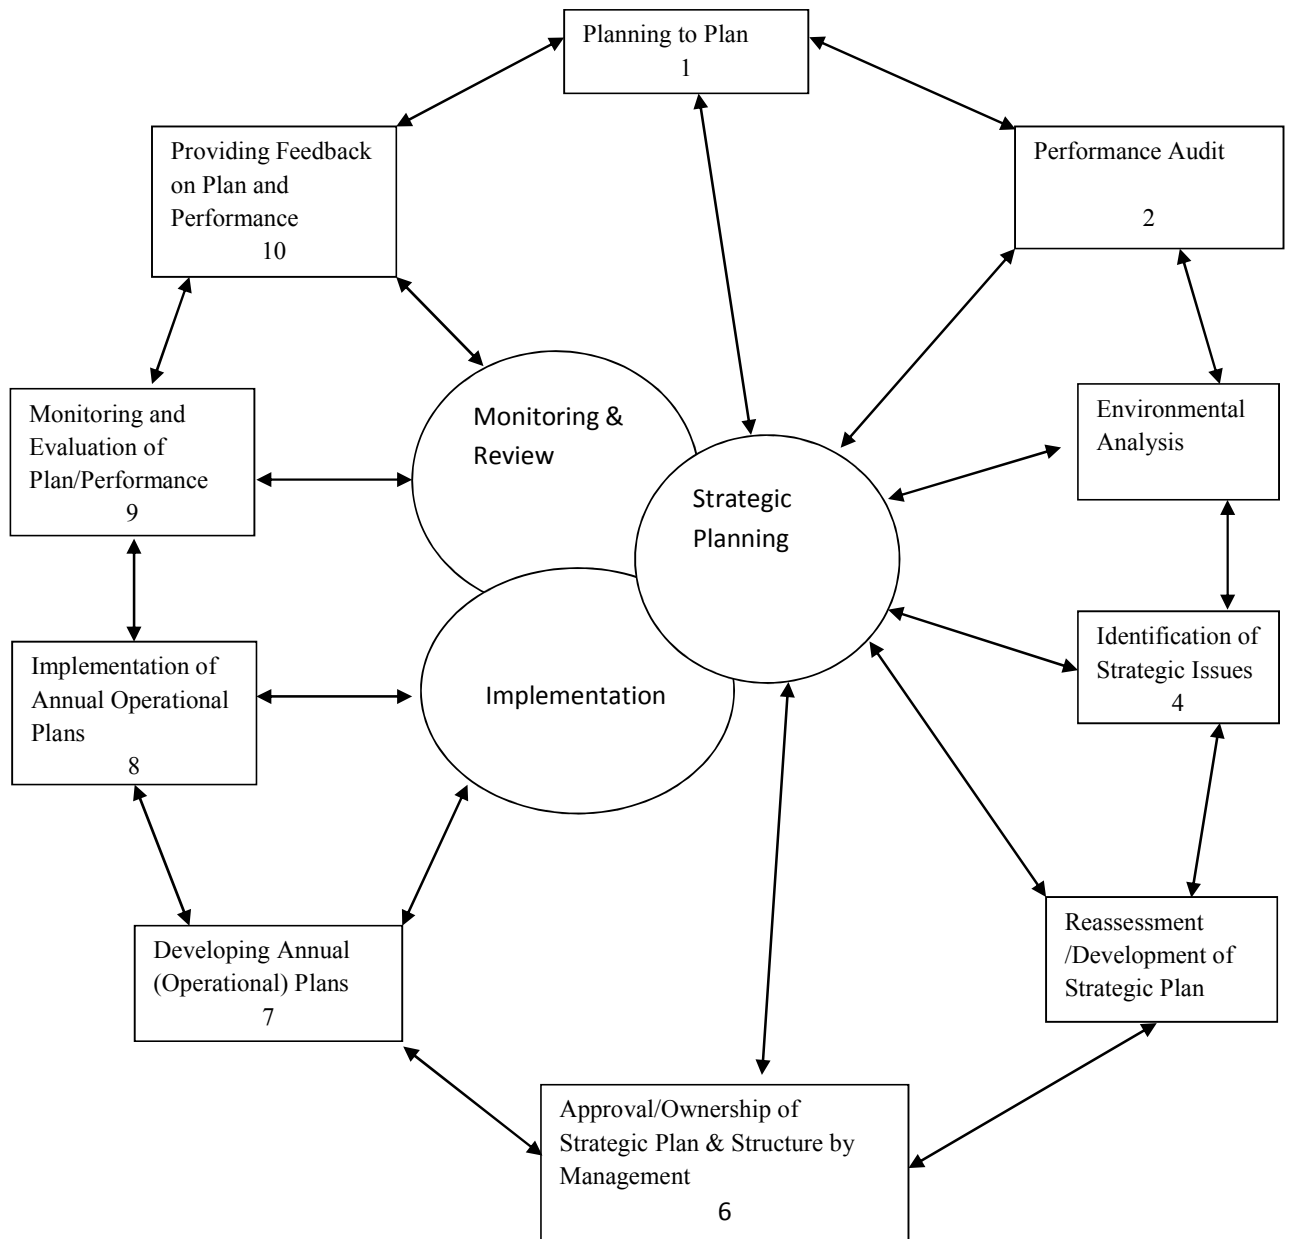 Planning to Plan
1
Performance Audit
2
Environmental
Analysis
Identification of
Strategic Issues
4
Reassessment
/Development of
Strategic Plan
Approval/Ownership of
Strategic Plan & Structure by
Management
6
Developing Annual
(Operational) Plans
7
Implementation of
Annual Operational
Plans
8
Monitoring and
Evaluation of
Plan/Performance
9
Providing Feedback
on Plan and
Performance
10
Monitoring &
Review
Strategic
Planning
Implementation